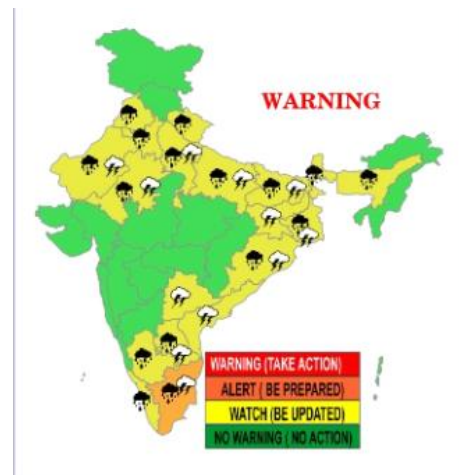 WARNING
WARNING (TAKE ACTION)
ALERT ( BE PREPARED)
WATCH (BE UPDATED)
NO WARNING ( NO ACTION)